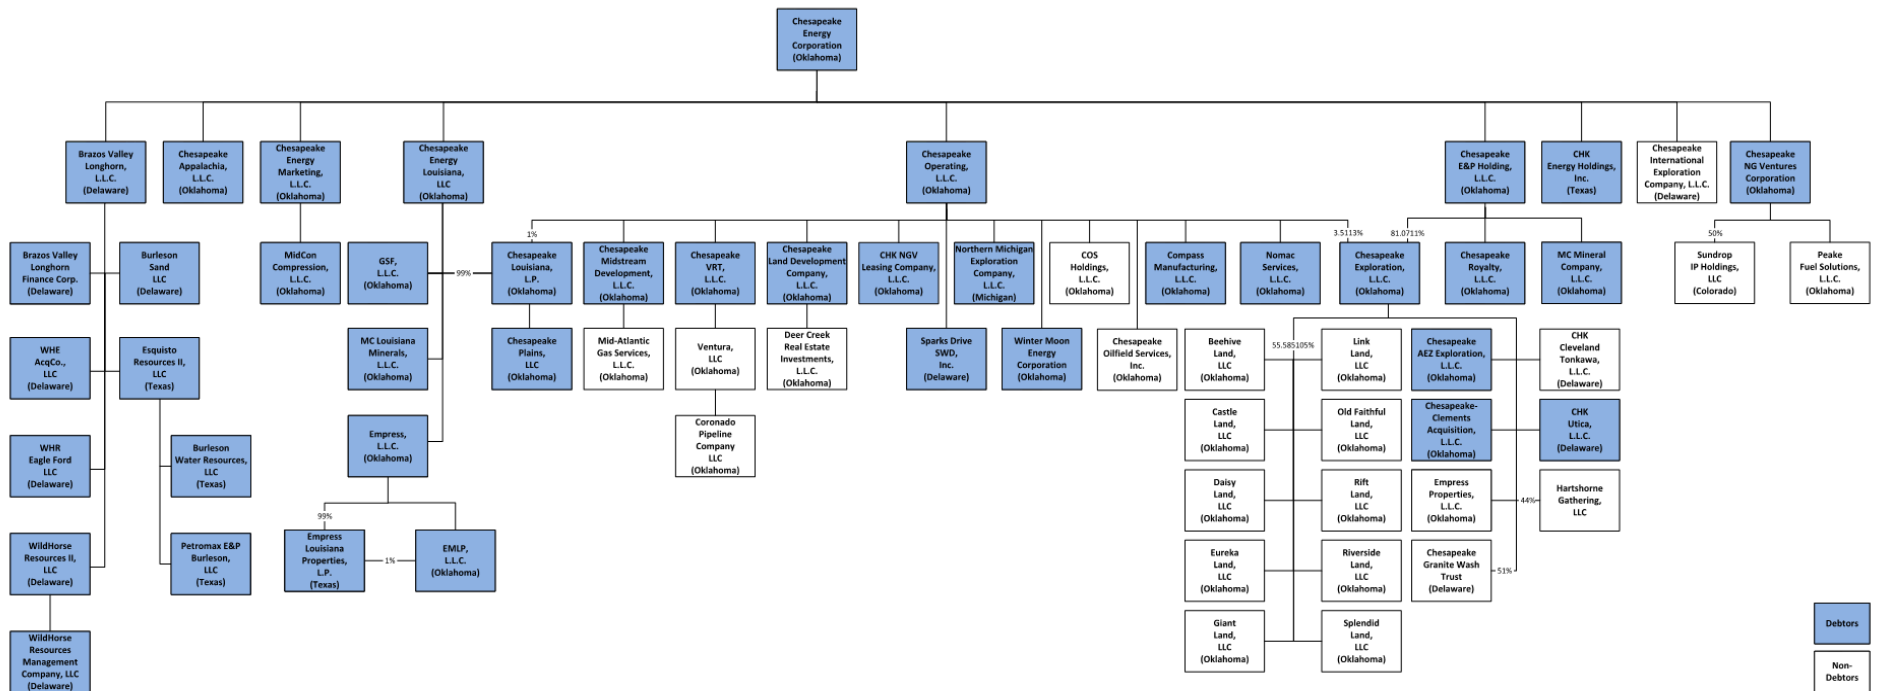 Chesapeake
Energy
Corporation
(Oklahoma)
Brazos Valley
Longhorn,
L.L.C.
(Delaware)
Chesapeake
Appalachia,
L.L.C.
(Oklahoma)
Chesapeake
Energy
Marketing,
L.L.C.
(Oklahoma)
Chesapeake
Energy
Louisiana,
LLC
(Oklahoma)
Chesapeake
Operating,
L.L.C.
(Oklahoma)
Chesapeake
E&P Holding,
L.L.C.
(Oklahoma)
CHK
Energy Holdings,
Inc.
(Texas)
Chesapeake
International
Exploration
Company, L.L.C.
(Delaware)
Chesapeake
NG Ventures
Corporation
(Oklahoma)
1%
3.5113%
81.0711%
50%
Brazos Valley
Longhorn
Finance Corp.
(Delaware)
Burleson
Sand
LLC
(Delaware)
MidCon
Compression,
L.L.C.
(Oklahoma)
GSF,
L.L.C.
(Oklahoma)
99%
Chesapeake
Louisiana,
L.P.
(Oklahoma)
Chesapeake
Midstream
Development,
L.L.C.
(Oklahoma)
Chesapeake
VRT,
L.L.C.
(Oklahoma)
Chesapeake
Land Development
Company,
L.L.C.
(Oklahoma)
CHK NGV
Leasing Company,
L.L.C.
(Oklahoma)
Northern Michigan
Exploration
Company,
L.L.C.
(Michigan)
COS
Holdings,
L.L.C.
(Oklahoma)
Compass
Manufacturing,
L.L.C.
(Oklahoma)
Nomac
Services,
L.L.C.
(Oklahoma)
Chesapeake
Exploration,
L.L.C.
(Oklahoma)
Chesapeake
Royalty,
L.L.C.
(Oklahoma)
MC Mineral
Company,
L.L.C.
(Oklahoma)
Sundrop
IP Holdings,
LLC
(Colorado)
Peake
Fuel Solutions,
L.L.C.
(Oklahoma)
WHE
AcqCo.,
LLC
(Delaware)
Esquisto
Resources II,
LLC
(Texas)
MC Louisiana
Minerals,
L.L.C.
(Oklahoma)
Chesapeake
Plains,
LLC
(Oklahoma)
Mid-Atlantic
Gas Services,
L.L.C.
(Oklahoma)
Ventura,
LLC
(Oklahoma)
Deer Creek
Real Estate
Investments,
L.L.C.
(Oklahoma)
Sparks Drive
SWD,
Inc.
(Delaware)
Winter Moon
Energy
Corporation
(Oklahoma)
Chesapeake
Oilfield Services,
Inc.
(Oklahoma)
Beehive
Land,
LLC
(Oklahoma)
55.585105%
Link
Land,
LLC
(Oklahoma)
Chesapeake
AEZ Exploration,
L.L.C.
(Oklahoma)
CHK
Cleveland
Tonkawa,
L.L.C.
(Delaware)
WHR
Eagle Ford
LLC
(Delaware)
Burleson
Water Resources,
LLC
(Texas)
Empress,
L.L.C.
(Oklahoma)
Coronado
Pipeline
Company
LLC
(Oklahoma)
Castle
Land,
LLC
(Oklahoma)
Old Faithful
Land,
LLC
(Oklahoma)
Chesapeake-
Clements
Acquisition,
L.L.C.
(Oklahoma)
CHK
Utica,
L.L.C.
(Delaware)
Daisy
Land,
LLC
(Oklahoma)
Rift
Land,
LLC
(Oklahoma)
Empress
Properties,
L.L.C.
(Oklahoma)
44%
Hartshorne
Gathering,
LLC
WildHorse
Resources II,
LLC
(Delaware)
Petromax E&P
Burleson,
LLC
(Texas)
99%
Empress
Louisiana
Properties,
L.P.
(Texas)
1%
EMLP,
L.L.C.
(Oklahoma)
Eureka
Land,
LLC
(Oklahoma)
Riverside
Land,
LLC
(Oklahoma)
Chesapeake
Granite Wash
Trust
(Delaware)
51%
WildHorse
Resources
Management
Company, LLC
(Delaware)
Giant
Land,
LLC
(Oklahoma)
Splendid
Land,
LLC
(Oklahoma)
Debtors
Non-
Debtors